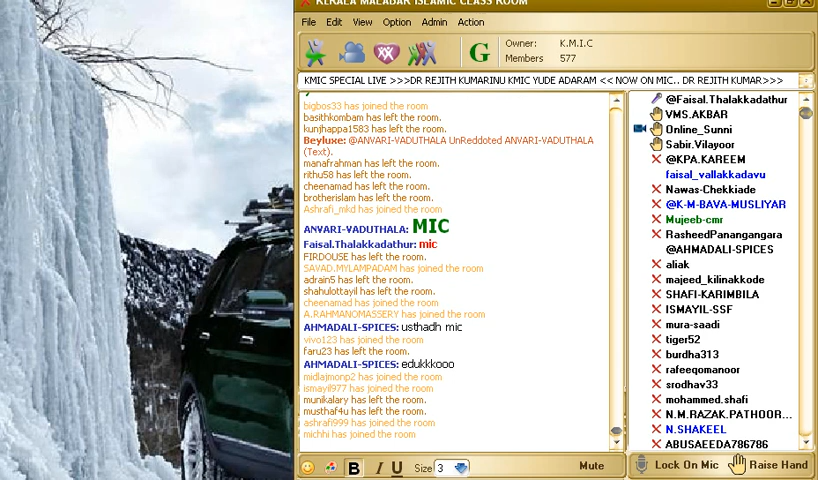 KERALA MALABAR ISLAMIC CLASS ROOM
File Edit View Option Admin Action
G
Owner: K.M.I.C
Members 577
KMIC SPECIAL LIVE >>>DR REJITH KUMARINU KMIC YUDE ADARAM << NOW ON MIC.. DR REJITH KUMAR>>>
bigbos33 has joined the room
basithkombam has left the room.
kunjhappa1583 has left the room.
Beyluxe: @ANVARI-VADUTHALA UnReddoted ANVARI-VADUTHALA
(Text).
manafrahman has left the room.
rithu58 has left the room.
cheenamad has left the room.
brotherislam has left the room.
Ashrafi_mkd has joined the room
ANVARI-VADUTHALA: MIC
Faisal.Thalakkadathur: mic
FIRDOUSE has left the room.
SAVAD.MYLAMPADAM has joined the room
adrain5 has left the room.
shahulottayil has left the room.
cheenamad has joined the room
A.RAHMANOMASSERY has joined the room
AHMADALI-SPICES: usthadh mic
vivo123 has joined the room
faru23 has left the room.
AHMADALI-SPICES: edukkkooo
midlajmonp2 has joined the room
ismayil977 has joined the room
munikalary has left the room.
musthaf4u has left the room.
ashrafi999 has joined the room
michhi has joined the room
B I U Size 3 Mute
@Faisal.Thalakkadathur
VMS.AKBAR
Online_Sunni
Sabir.Vilayoor
@KPA.KAREEM
faisal_vallakkadavu
Nawas-Chekkiade
@K-M-BAVA-MUSLIYAR
Mujeeb-cmr
RasheedPanangangara
@AHMADALI-SPICES
aliak
majeed_kilinakkode
SHAFI-KARIMBILA
ISMAYIL-SSF
mura-saadi
tiger52
burdha313
rafeeqomanoor
srodhav33
mohammed.shafi
N.M.RAZAK.PATHOOR...
N.SHAKEEL
ABUSAEEDA786786
Lock On Mic Raise Hand